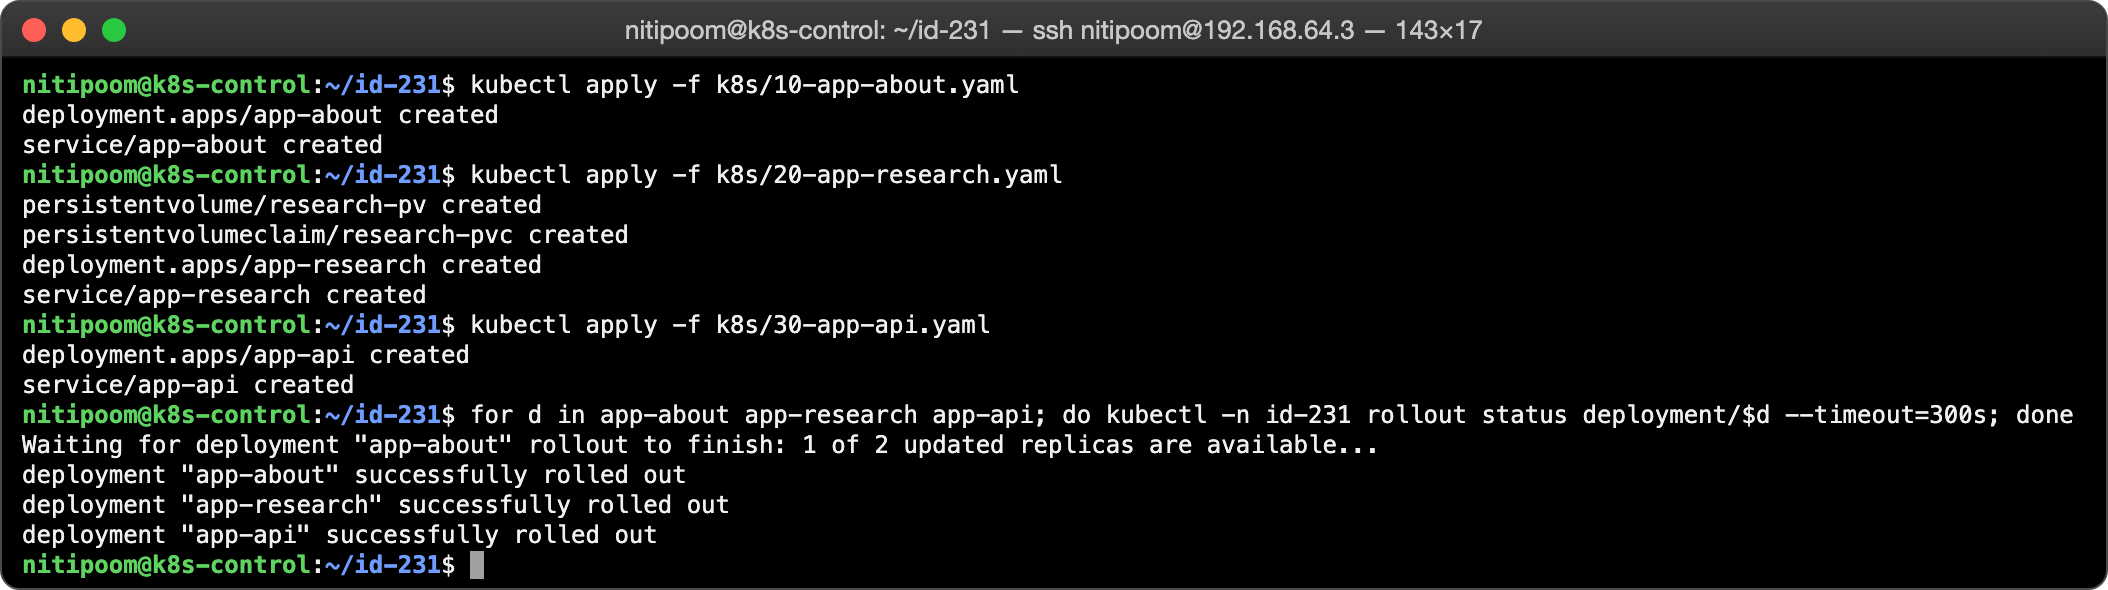 nitipoom@k8s-control: ~/id-231 — ssh nitipoom@192.168.64.3 — 143×17
nitipoom@k8s-control:~/id-231$ kubectl apply -f k8s/10-app-about.yaml
deployment.apps/app-about created
service/app-about created
nitipoom@k8s-control:~/id-231$ kubectl apply -f k8s/20-app-research.yaml
persistentvolume/research-pv created
persistentvolumeclaim/research-pvc created
deployment.apps/app-research created
service/app-research created
nitipoom@k8s-control:~/id-231$ kubectl apply -f k8s/30-app-api.yaml
deployment.apps/app-api created
service/app-api created
nitipoom@k8s-control:~/id-231$ for d in app-about app-research app-api; do kubectl -n id-231 rollout status deployment/$d --timeout=300s; done
Waiting for deployment "app-about" rollout to finish: 1 of 2 updated replicas are available...
deployment "app-about" successfully rolled out
deployment "app-research" successfully rolled out
deployment "app-api" successfully rolled out
nitipoom@k8s-control:~/id-231$